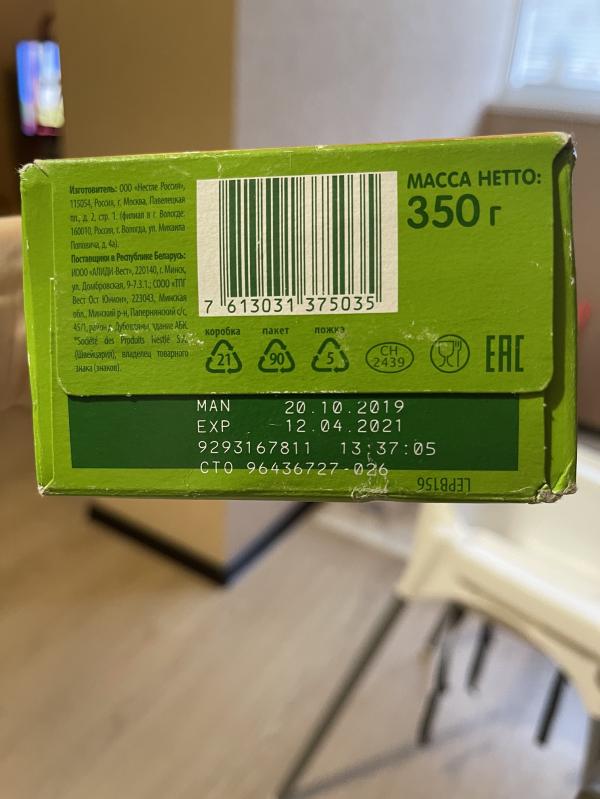 Изготовитель: ООО «Нестле Россия»,
115054, Россия, г. Москва, Павелецкая
пл., д. 2, стр. 1. (филиал в г. Вологде:
160010, Россия, г. Вологда, ул. Михаила
Поповича, д. 4а).
Поставщики в Республике Беларусь:
ИООО «АЛИДИ-Вест», 220140, г. Минск,
ул. Домбровская, 9-7.3.1.; СООО «ТПГ
Вест Ост Юнион», 223043, Минская
обл., Минский р-н, Папернянский с/с,
45/1, район д. Дубовляны, здание АБК.
*Société des Produits Nestlé S.A.
(Швейцария), владелец товарного
знака (знаков).
7 613031 375035
МАССА НЕТТО:
350 г
коробка пакет ложка
21 90 5
CH
2439
EAC
MAN 20.10.2019
EXP 12.04.2021
9293167811 13:37:05
СТО 96436727-026
LEPB156